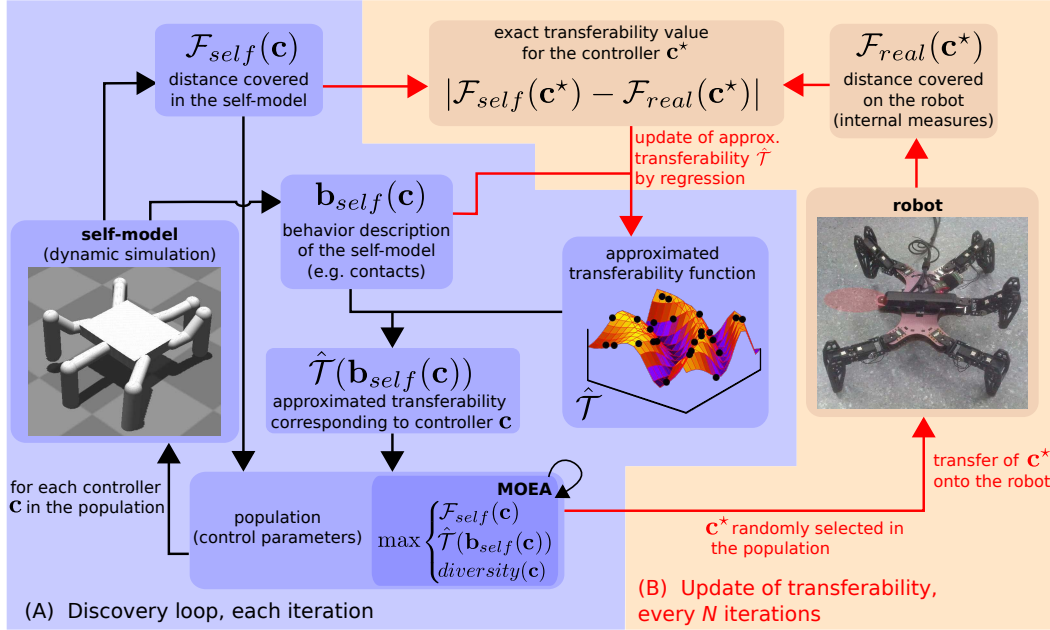 𝓕_self(𝐜)
distance covered
in the self-model
exact transferability value
for the controller 𝐜⋆
|𝓕_self(𝐜⋆) − 𝓕_real(𝐜⋆)|
𝓕_real(𝐜⋆)
distance covered
on the robot
(internal measures)
update of approx.
transferability 𝒯̂
by regression
𝐛_self(𝐜)
behavior description
of the self-model
(e.g. contacts)
self-model
(dynamic simulation)
robot
approximated
transferability function
𝒯̂
𝒯̂(𝐛_self(𝐜))
approximated transferability
corresponding to controller 𝐜
for each controller
𝐜 in the population
population
(control parameters)
MOEA
max { 𝓕_self(𝐜)
𝒯̂(𝐛_self(𝐜))
diversity(𝐜)
transfer of 𝐜⋆
onto the robot
𝐜⋆ randomly selected in
the population
(A) Discovery loop, each iteration
(B) Update of transferability,
every N iterations